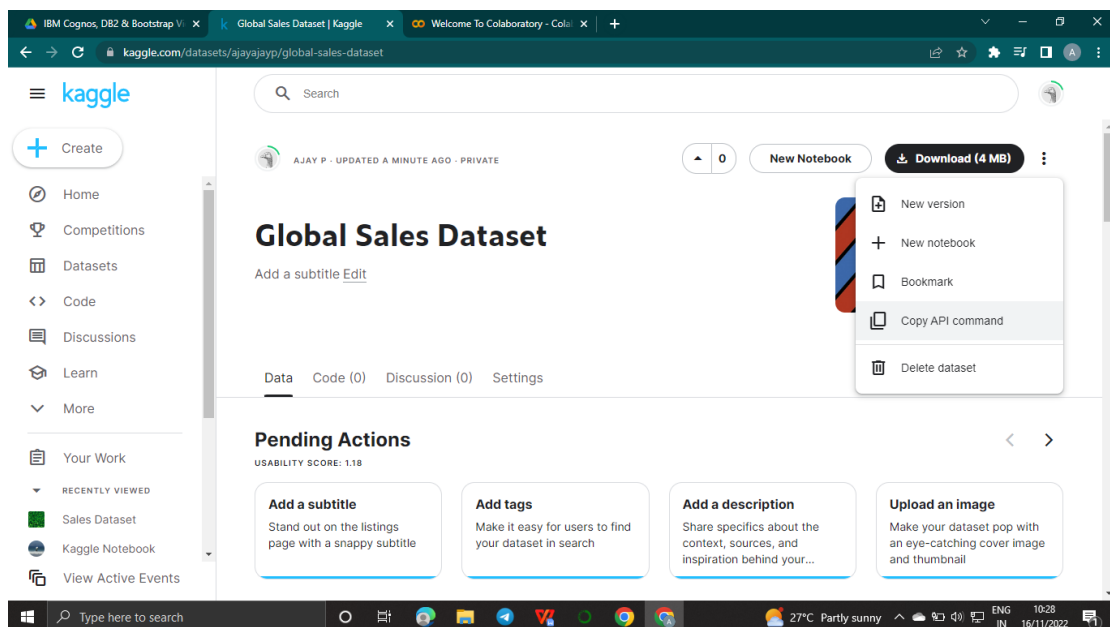 IBM Cognos, DB2 & Bootstrap Vi
Global Sales Dataset | Kaggle
Welcome To Colaboratory - Colab
kaggle.com/datasets/ajayajayp/global-sales-dataset
A
kaggle
Search
Create
AJAY P · UPDATED A MINUTE AGO · PRIVATE
0
New Notebook
Download (4 MB)
Home
Competitions
Datasets
Code
Discussions
Learn
More
Your Work
RECENTLY VIEWED
Sales Dataset
Kaggle Notebook
View Active Events
Global Sales Dataset
Add a subtitle Edit
New version
New notebook
Bookmark
Copy API command
Delete dataset
Data Code (0) Discussion (0) Settings
Pending Actions
USABILITY SCORE: 1.18
Add a subtitle
Stand out on the listings
page with a snappy subtitle
Add tags
Make it easy for users to find
your dataset in search
Add a description
Share specifics about the
context, sources, and
inspiration behind your...
Upload an image
Make your dataset pop with
an eye-catching cover image
and thumbnail
Type here to search
27°C Partly sunny
ENG
IN
10:28
16/11/2022